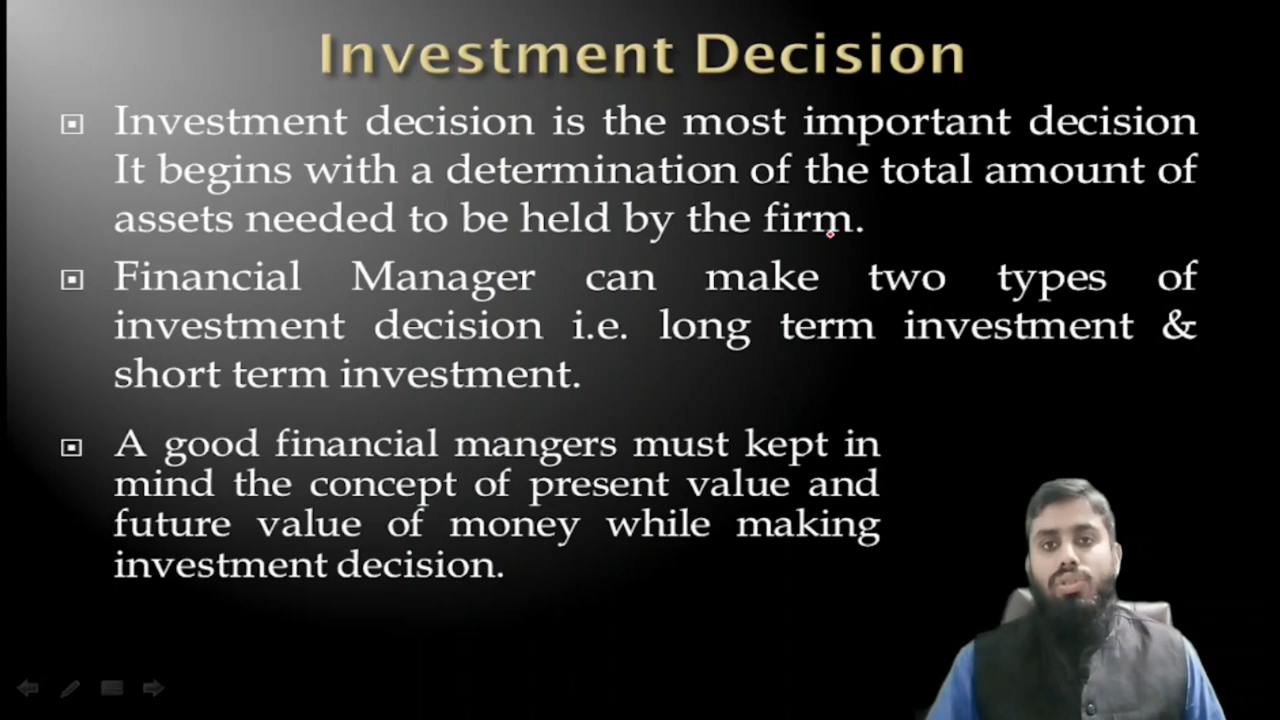 Investment Decision
Investment decision is the most important decision
It begins with a determination of the total amount of
assets needed to be held by the firm.
Financial Manager can make two types of
investment decision i.e. long term investment &
short term investment.
A good financial mangers must kept in
mind the concept of present value and
future value of money while making
investment decision.